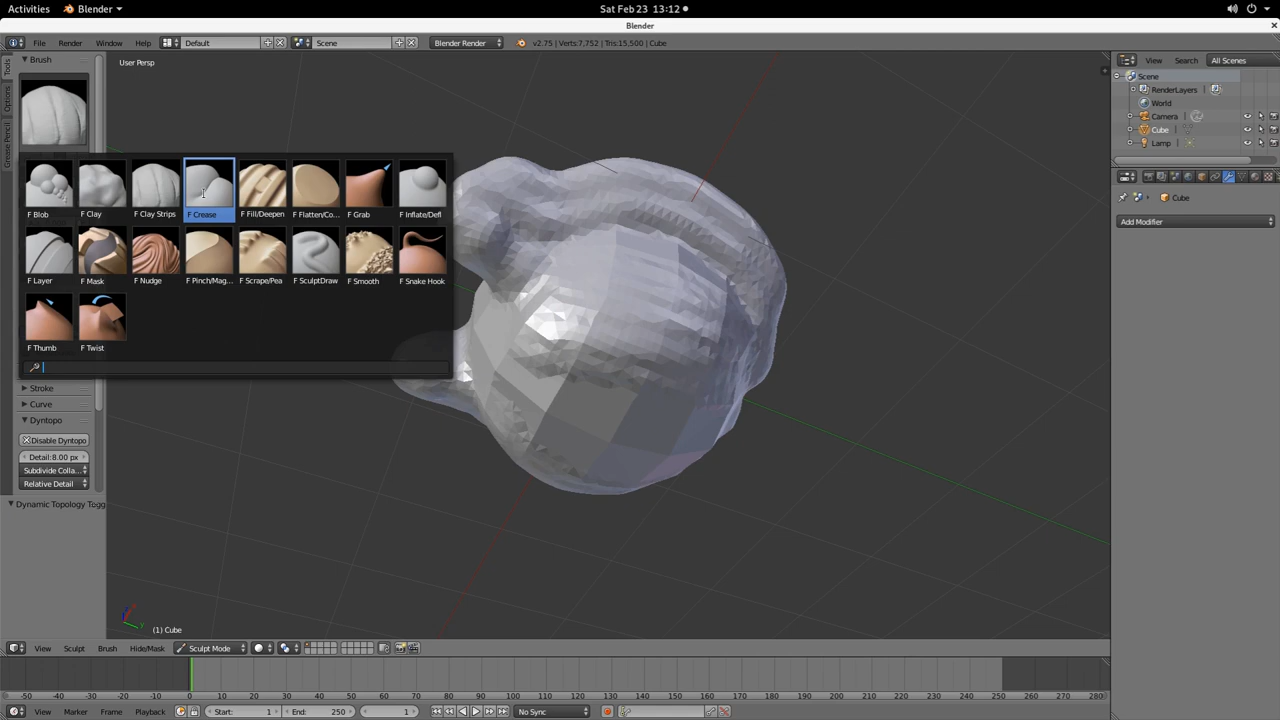 Activities Blender Sat Feb 23 13:12
Blender
File Render Window Help Default Scene Blender Render v2.75 | Verts:7,752 | Tris:15,500 | Cube
View Search All Scenes
Brush
User Persp
Tools
Options
Grease Pencil
Scene
RenderLayers
World
Camera
Cube
Lamp
Cube
Add Modifier
F Blob F Clay F Clay Strips F Crease F Fill/Deepen F Flatten/Co... F Grab F Inflate/Defl
F Layer F Mask F Nudge F Pinch/Mag... F Scrape/Pea F SculptDraw F Smooth F Snake Hook
F Thumb F Twist
Stroke
Curve
Dyntopo
Disable Dyntopo
Detail:8.00 px
Subdivide Colla...
Relative Detail
Dynamic Topology Togg
(1) Cube
View Sculpt Brush Hide/Mask Sculpt Mode
-50 -40 -30 -20 -10 0 10 20 30 40 50 60 70 80 90 100 110 120 130 140 150 160 170 180 190 200 210 220 230 240 250 260 270 280
View Marker Frame Playback Start: 1 End: 250 1 No Sync